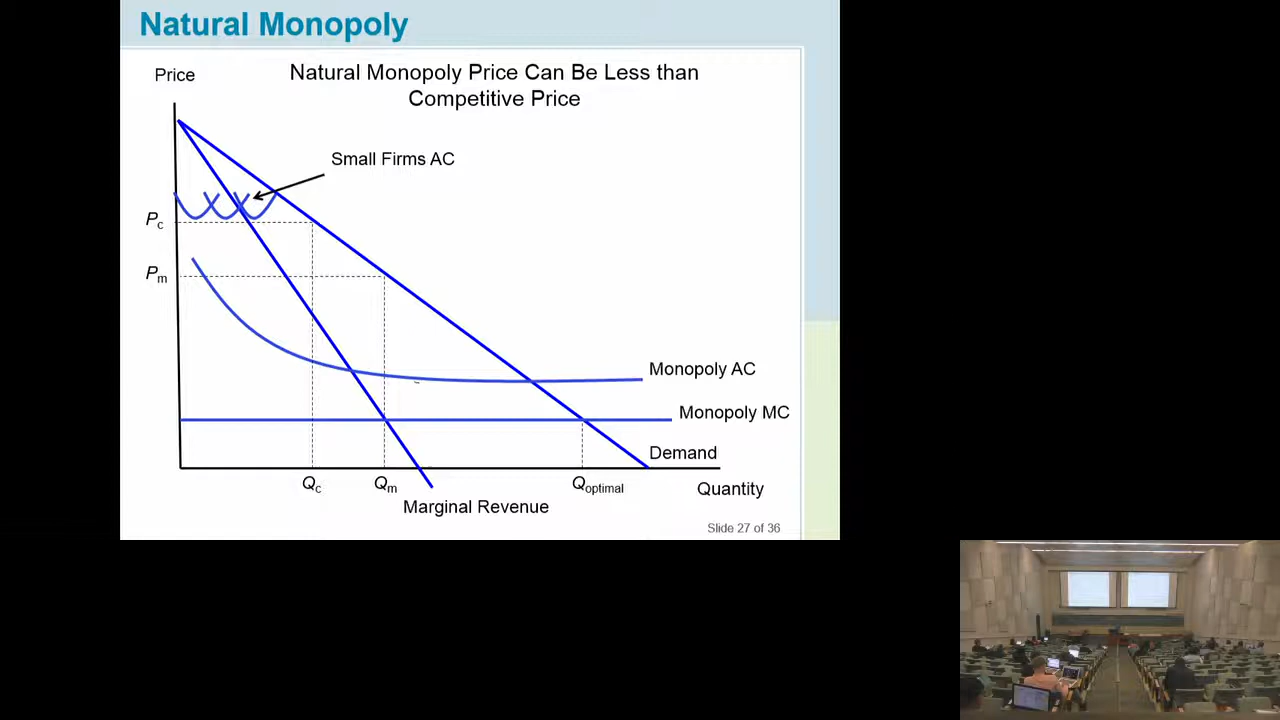 Natural Monopoly
Price
Natural Monopoly Price Can Be Less than
Competitive Price
Small Firms AC
Pc
Pm
Monopoly AC
Monopoly MC
Demand
Qc
Qm
Qoptimal
Quantity
Marginal Revenue
Slide 27 of 36